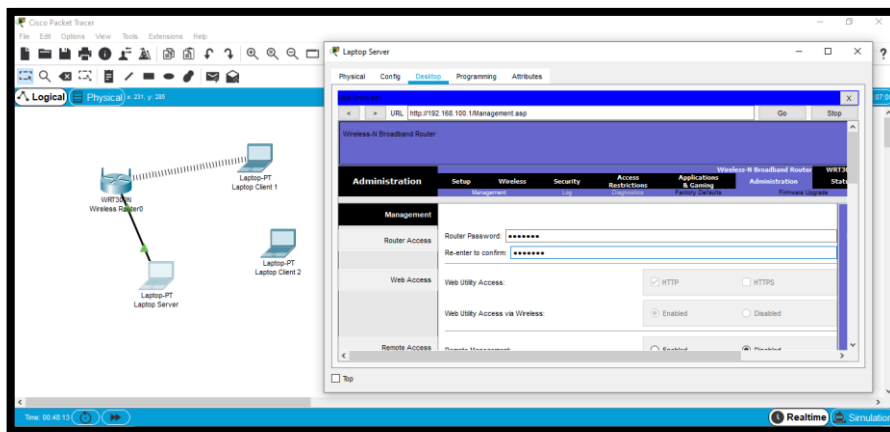 Cisco Packet Tracer
File Edit Options View Tools Extensions Help
Logical
Physical
x: 231, y: 285
Laptop-PT
Laptop Client 1
WRT300N
Wireless Router0
Laptop-PT
Laptop Client 2
Laptop-PT
Laptop Server
Laptop Server
Physical Config Desktop Programming Attributes
X
< > URL http://192.168.100.1/Management.asp Go Stop
Wireless-N Broadband Router
Wireless-N Broadband Router WRT30
Administration Setup Wireless Security Access Restrictions Applications & Gaming Administration Stat
Management Log Diagnostics Factory Defaults Firmware Upgrade
Management
Router Access
Router Password: •••••••
Re-enter to confirm: •••••••
Web Access
Web Utility Access: HTTP HTTPS
Web Utility Access via Wireless: Enabled Disabled
Remote Access
Remote Management: Enabled Disabled
Top
Time: 00:48:13
Realtime
Simulation